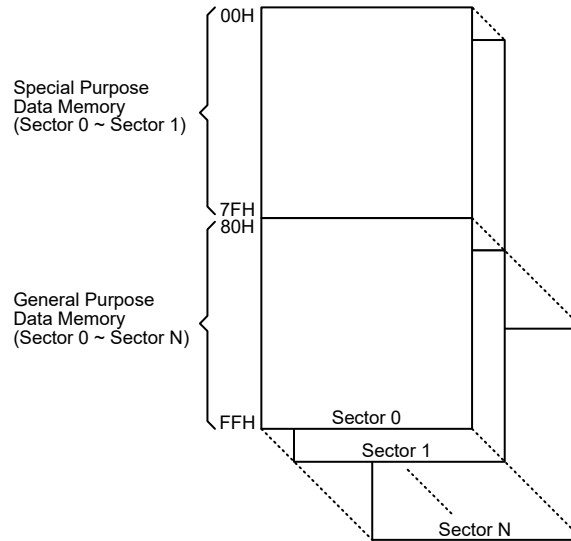 00H
Special Purpose
Data Memory
(Sector 0 ~ Sector 1)
7FH
80H
General Purpose
Data Memory
(Sector 0 ~ Sector N)
FFH
Sector 0
Sector 1
Sector N